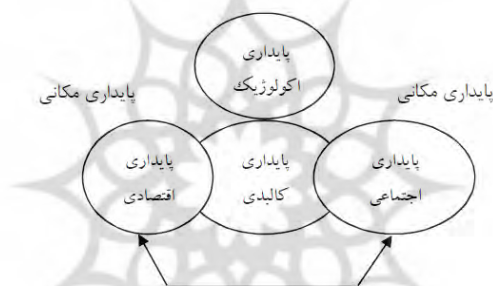 پایداری
اکولوژیک
پایداری مکانی
پایداری مکانی
پایداری
اجتماعی
پایداری
کالبدی
پایداری
اقتصادی